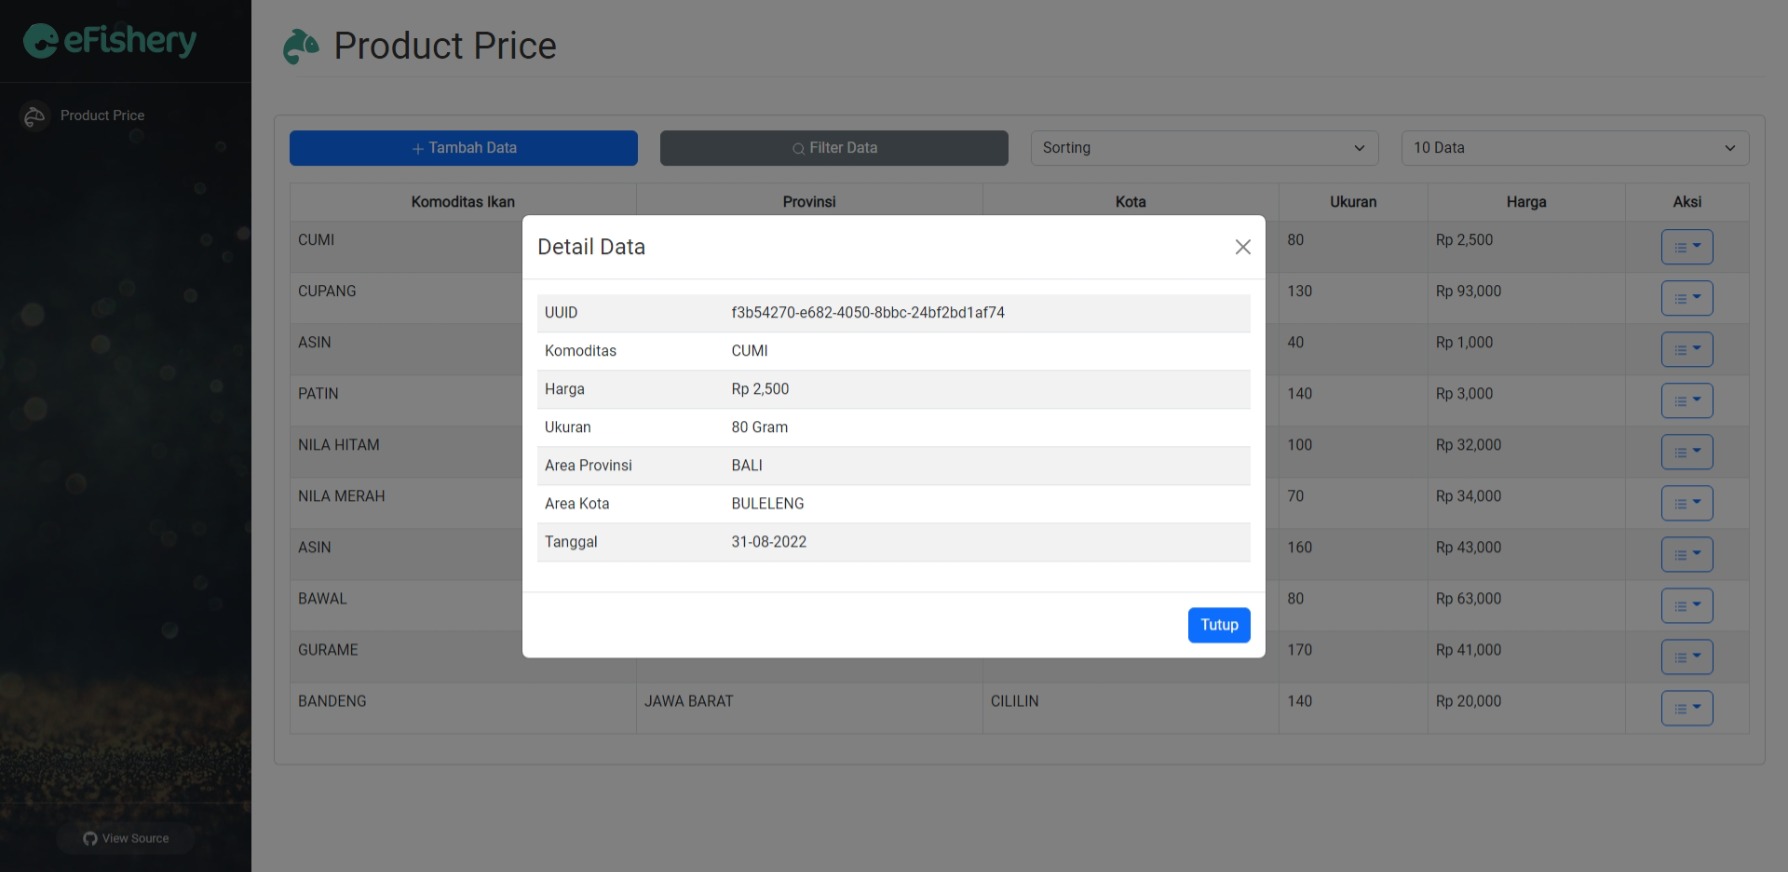 eFishery
Product Price
Product Price
+ Tambah Data
Filter Data
Sorting
10 Data
Komoditas Ikan Provinsi Kota Ukuran Harga Aksi
CUMI 80 Rp 2,500
CUPANG 130 Rp 93,000
ASIN 40 Rp 1,000
PATIN 140 Rp 3,000
NILA HITAM 100 Rp 32,000
NILA MERAH 70 Rp 34,000
ASIN 160 Rp 43,000
BAWAL 80 Rp 63,000
GURAME 170 Rp 41,000
BANDENG JAWA BARAT CILILIN 140 Rp 20,000
Detail Data
UUID f3b54270-e682-4050-8bbc-24bf2bd1af74
Komoditas CUMI
Harga Rp 2,500
Ukuran 80 Gram
Area Provinsi BALI
Area Kota BULELENG
Tanggal 31-08-2022
Tutup
View Source